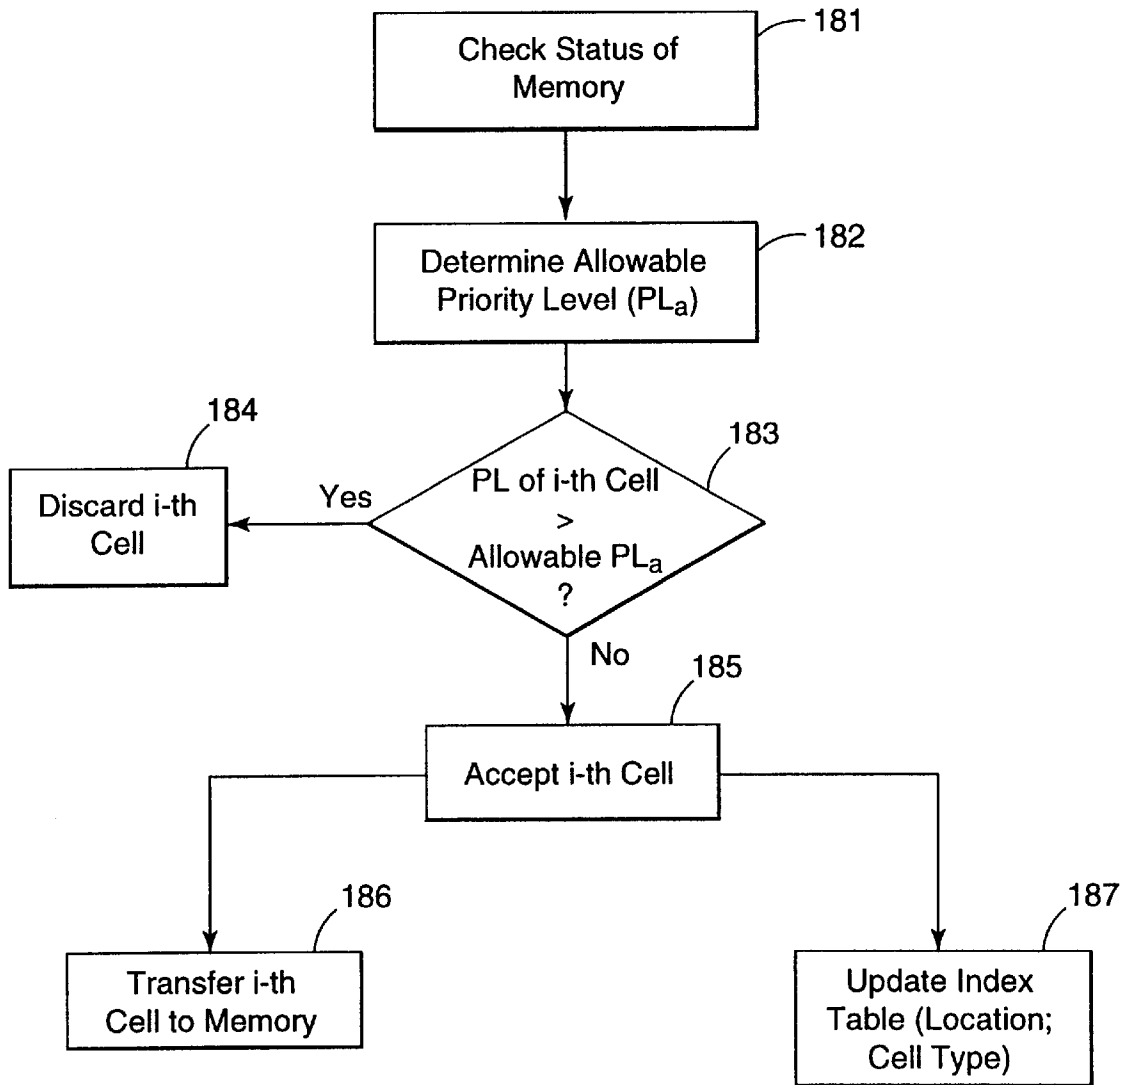 181
Check Status of
Memory
182
Determine Allowable
Priority Level (PLa)
184
183
Discard i-th
Cell
Yes
PL of i-th Cell
>
Allowable PLa
?
No
185
Accept i-th Cell
186
187
Transfer i-th
Cell to Memory
Update Index
Table (Location;
Cell Type)